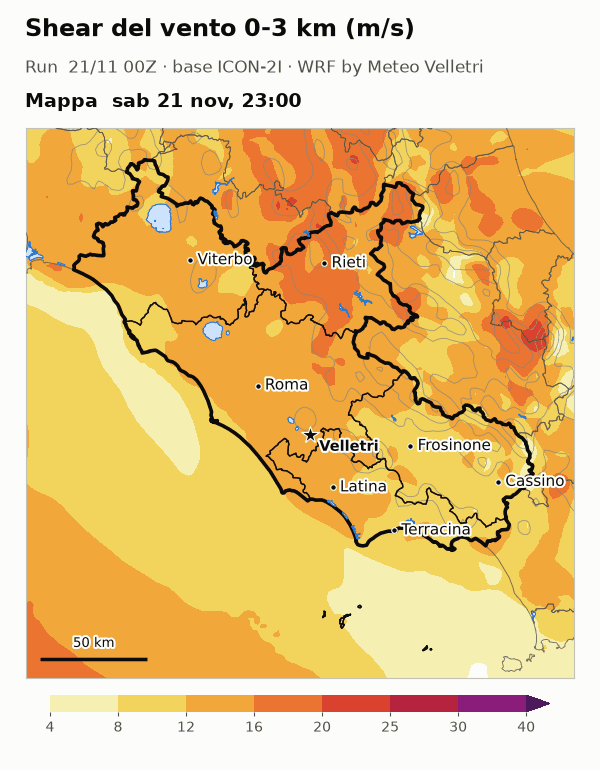 Shear del vento 0-3 km (m/s)
Run  21/11 00Z · base ICON-2I · WRF by Meteo Velletri
Mappa  sab 21 nov, 23:00
Viterbo
Rieti
Roma
Velletri
Frosinone
Cassino
Latina
Terracina
50 km
4 8 12 16 20 25 30 40